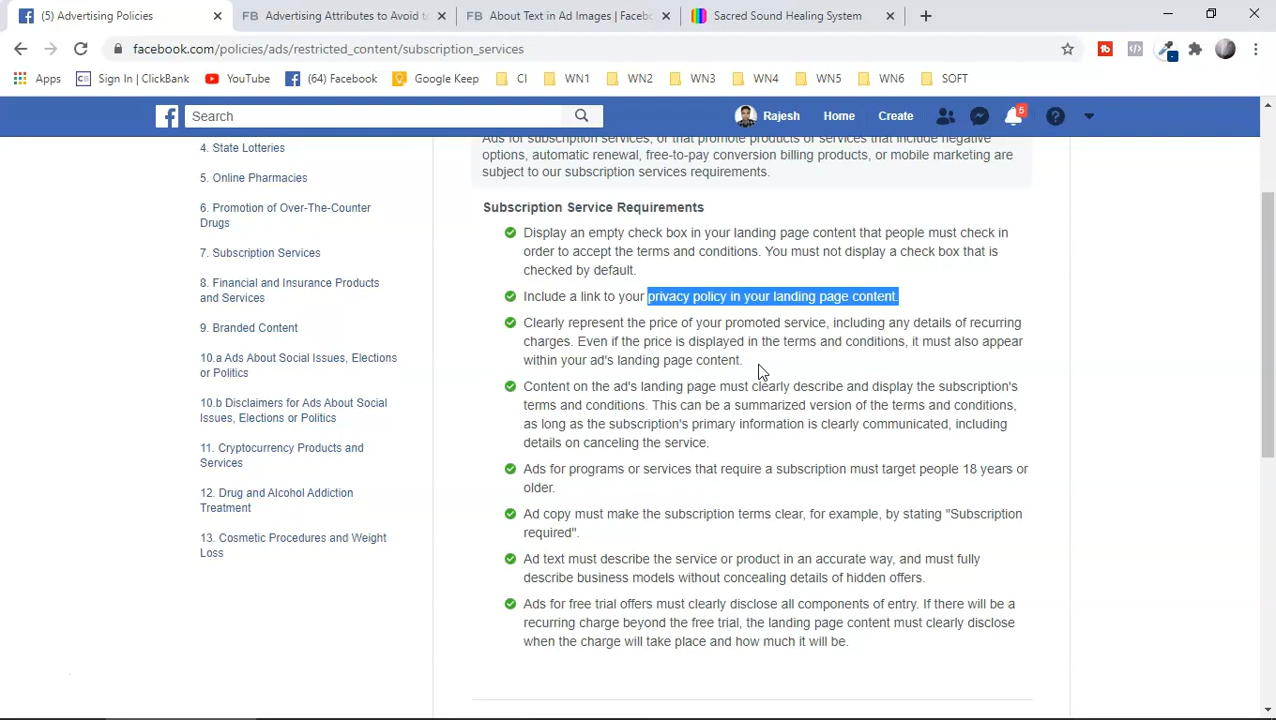 (5) Advertising Policies
Advertising Attributes to Avoid to
About Text in Ad Images | Facebo
Sacred Sound Healing System
facebook.com/policies/ads/restricted_content/subscription_services
Apps
Sign In | ClickBank
YouTube
(64) Facebook
Google Keep
CI
WN1
WN2
WN3
WN4
WN5
WN6
SOFT
Search
Rajesh
Home
Create
5
4. State Lotteries
5. Online Pharmacies
6. Promotion of Over-The-Counter
Drugs
7. Subscription Services
8. Financial and Insurance Products
and Services
9. Branded Content
10.a Ads About Social Issues, Elections
or Politics
10.b Disclaimers for Ads About Social
Issues, Elections or Politics
11. Cryptocurrency Products and
Services
12. Drug and Alcohol Addiction
Treatment
13. Cosmetic Procedures and Weight
Loss
Ads for subscription services, or that promote products or services that include negative
options, automatic renewal, free-to-pay conversion billing products, or mobile marketing are
subject to our subscription services requirements.
Subscription Service Requirements
Display an empty check box in your landing page content that people must check in
order to accept the terms and conditions. You must not display a check box that is
checked by default.
Include a link to your privacy policy in your landing page content.
Clearly represent the price of your promoted service, including any details of recurring
charges. Even if the price is displayed in the terms and conditions, it must also appear
within your ad's landing page content.
Content on the ad's landing page must clearly describe and display the subscription's
terms and conditions. This can be a summarized version of the terms and conditions,
as long as the subscription's primary information is clearly communicated, including
details on canceling the service.
Ads for programs or services that require a subscription must target people 18 years or
older.
Ad copy must make the subscription terms clear, for example, by stating "Subscription
required".
Ad text must describe the service or product in an accurate way, and must fully
describe business models without concealing details of hidden offers.
Ads for free trial offers must clearly disclose all components of entry. If there will be a
recurring charge beyond the free trial, the landing page content must clearly disclose
when the charge will take place and how much it will be.